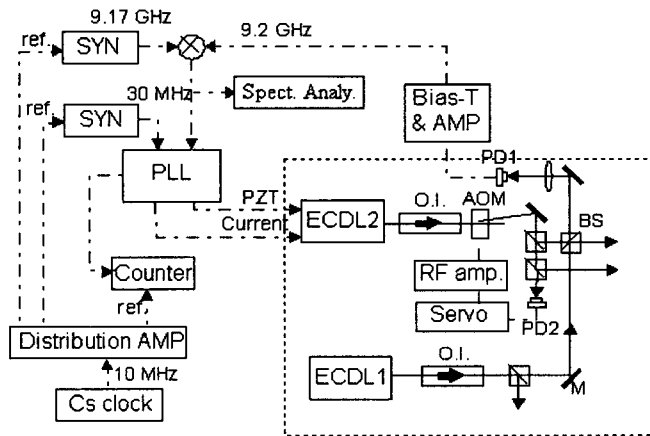 9.17 GHz
ref.
SYN
9.2 GHz
ref.
30 MHz
SYN
Spect. Analy.
Bias-T
& AMP
PLL
PD1
PZT
Current
ECDL2
O.I.
AOM
BS
Counter
ref.
RF amp.
Servo
PD2
Distribution AMP
10 MHz
Cs clock
ECDL1
O.I.
M